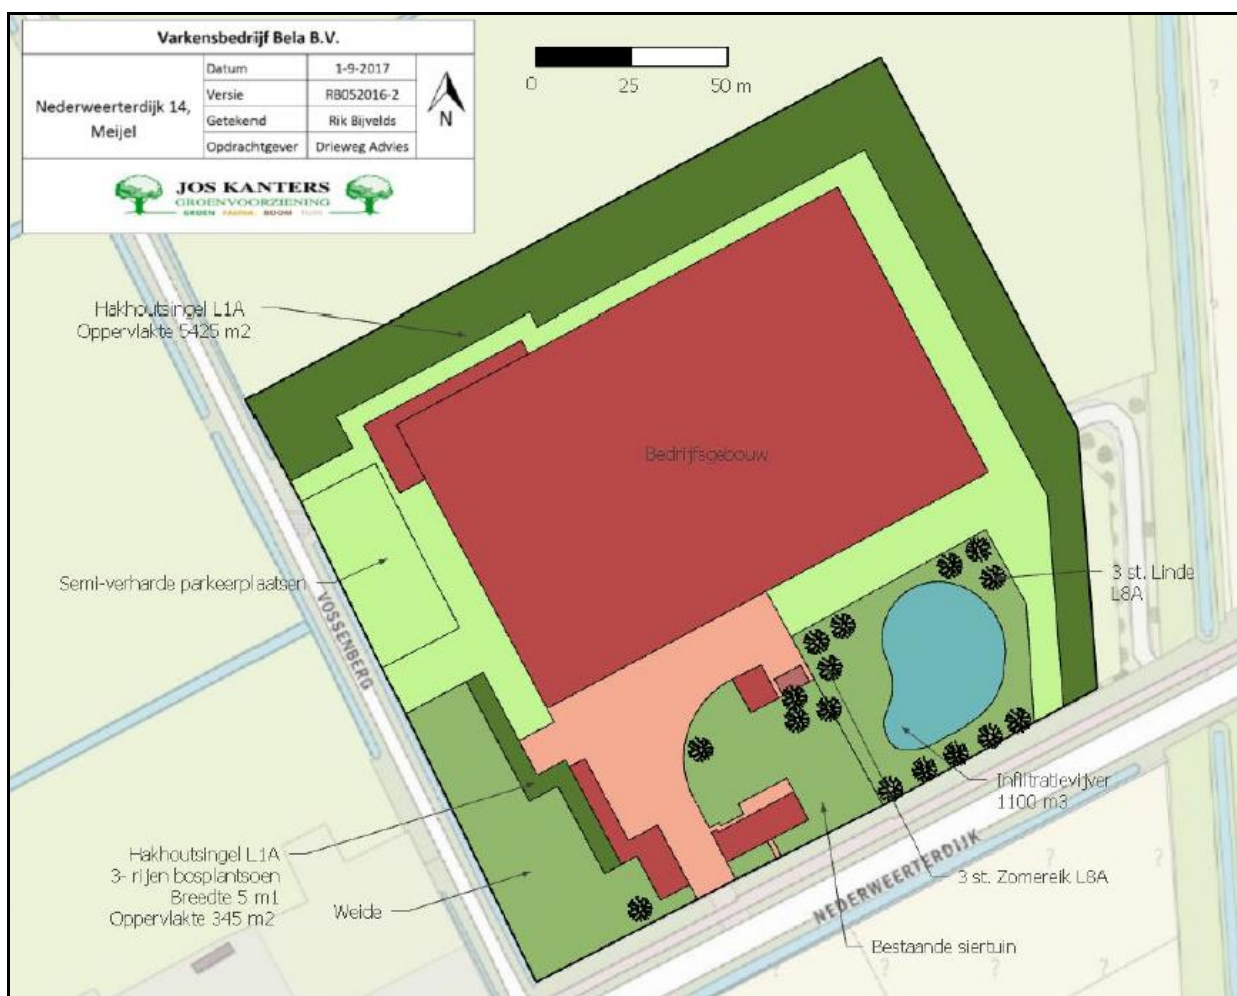 Varkensbedrijf Bela B.V.
Nederweerterdijk 14,
Meijel
Datum 1-9-2017
Versie RB052016-2
Getekend Rik Bijvelds
Opdrachtgever Drieweg Advies
N
JOS KANTERS
GROENVOORZIENING
GROEN BOOM
0 25 50 m
Hakhoutsingel L1A
Oppervlakte 5425 m2
Bedrijfsgebouw
Semi-verharde parkeerplaatsen
VOSSENBERG
3 st. Linde
L8A
Infiltratievijver
1100 m3
Hakhoutsingel L1A
3- rijen bosplantsoen
Breedte 5 m1
Oppervlakte 345 m2
Weide
3 st. Zomereik L8A
NEDERWEERTERDIJK
Bestaande siertuin
?
?
?
?
?